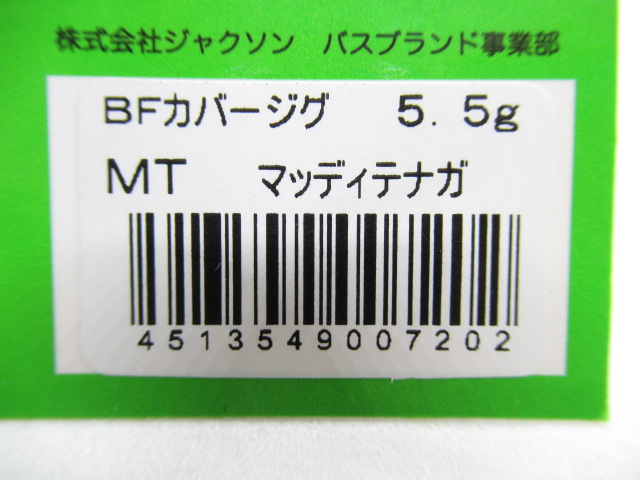 株式会社ジャクソン　バスブランド事業部
BFカバージグ　5.5g
MT　マッディテナガ
4513549007202